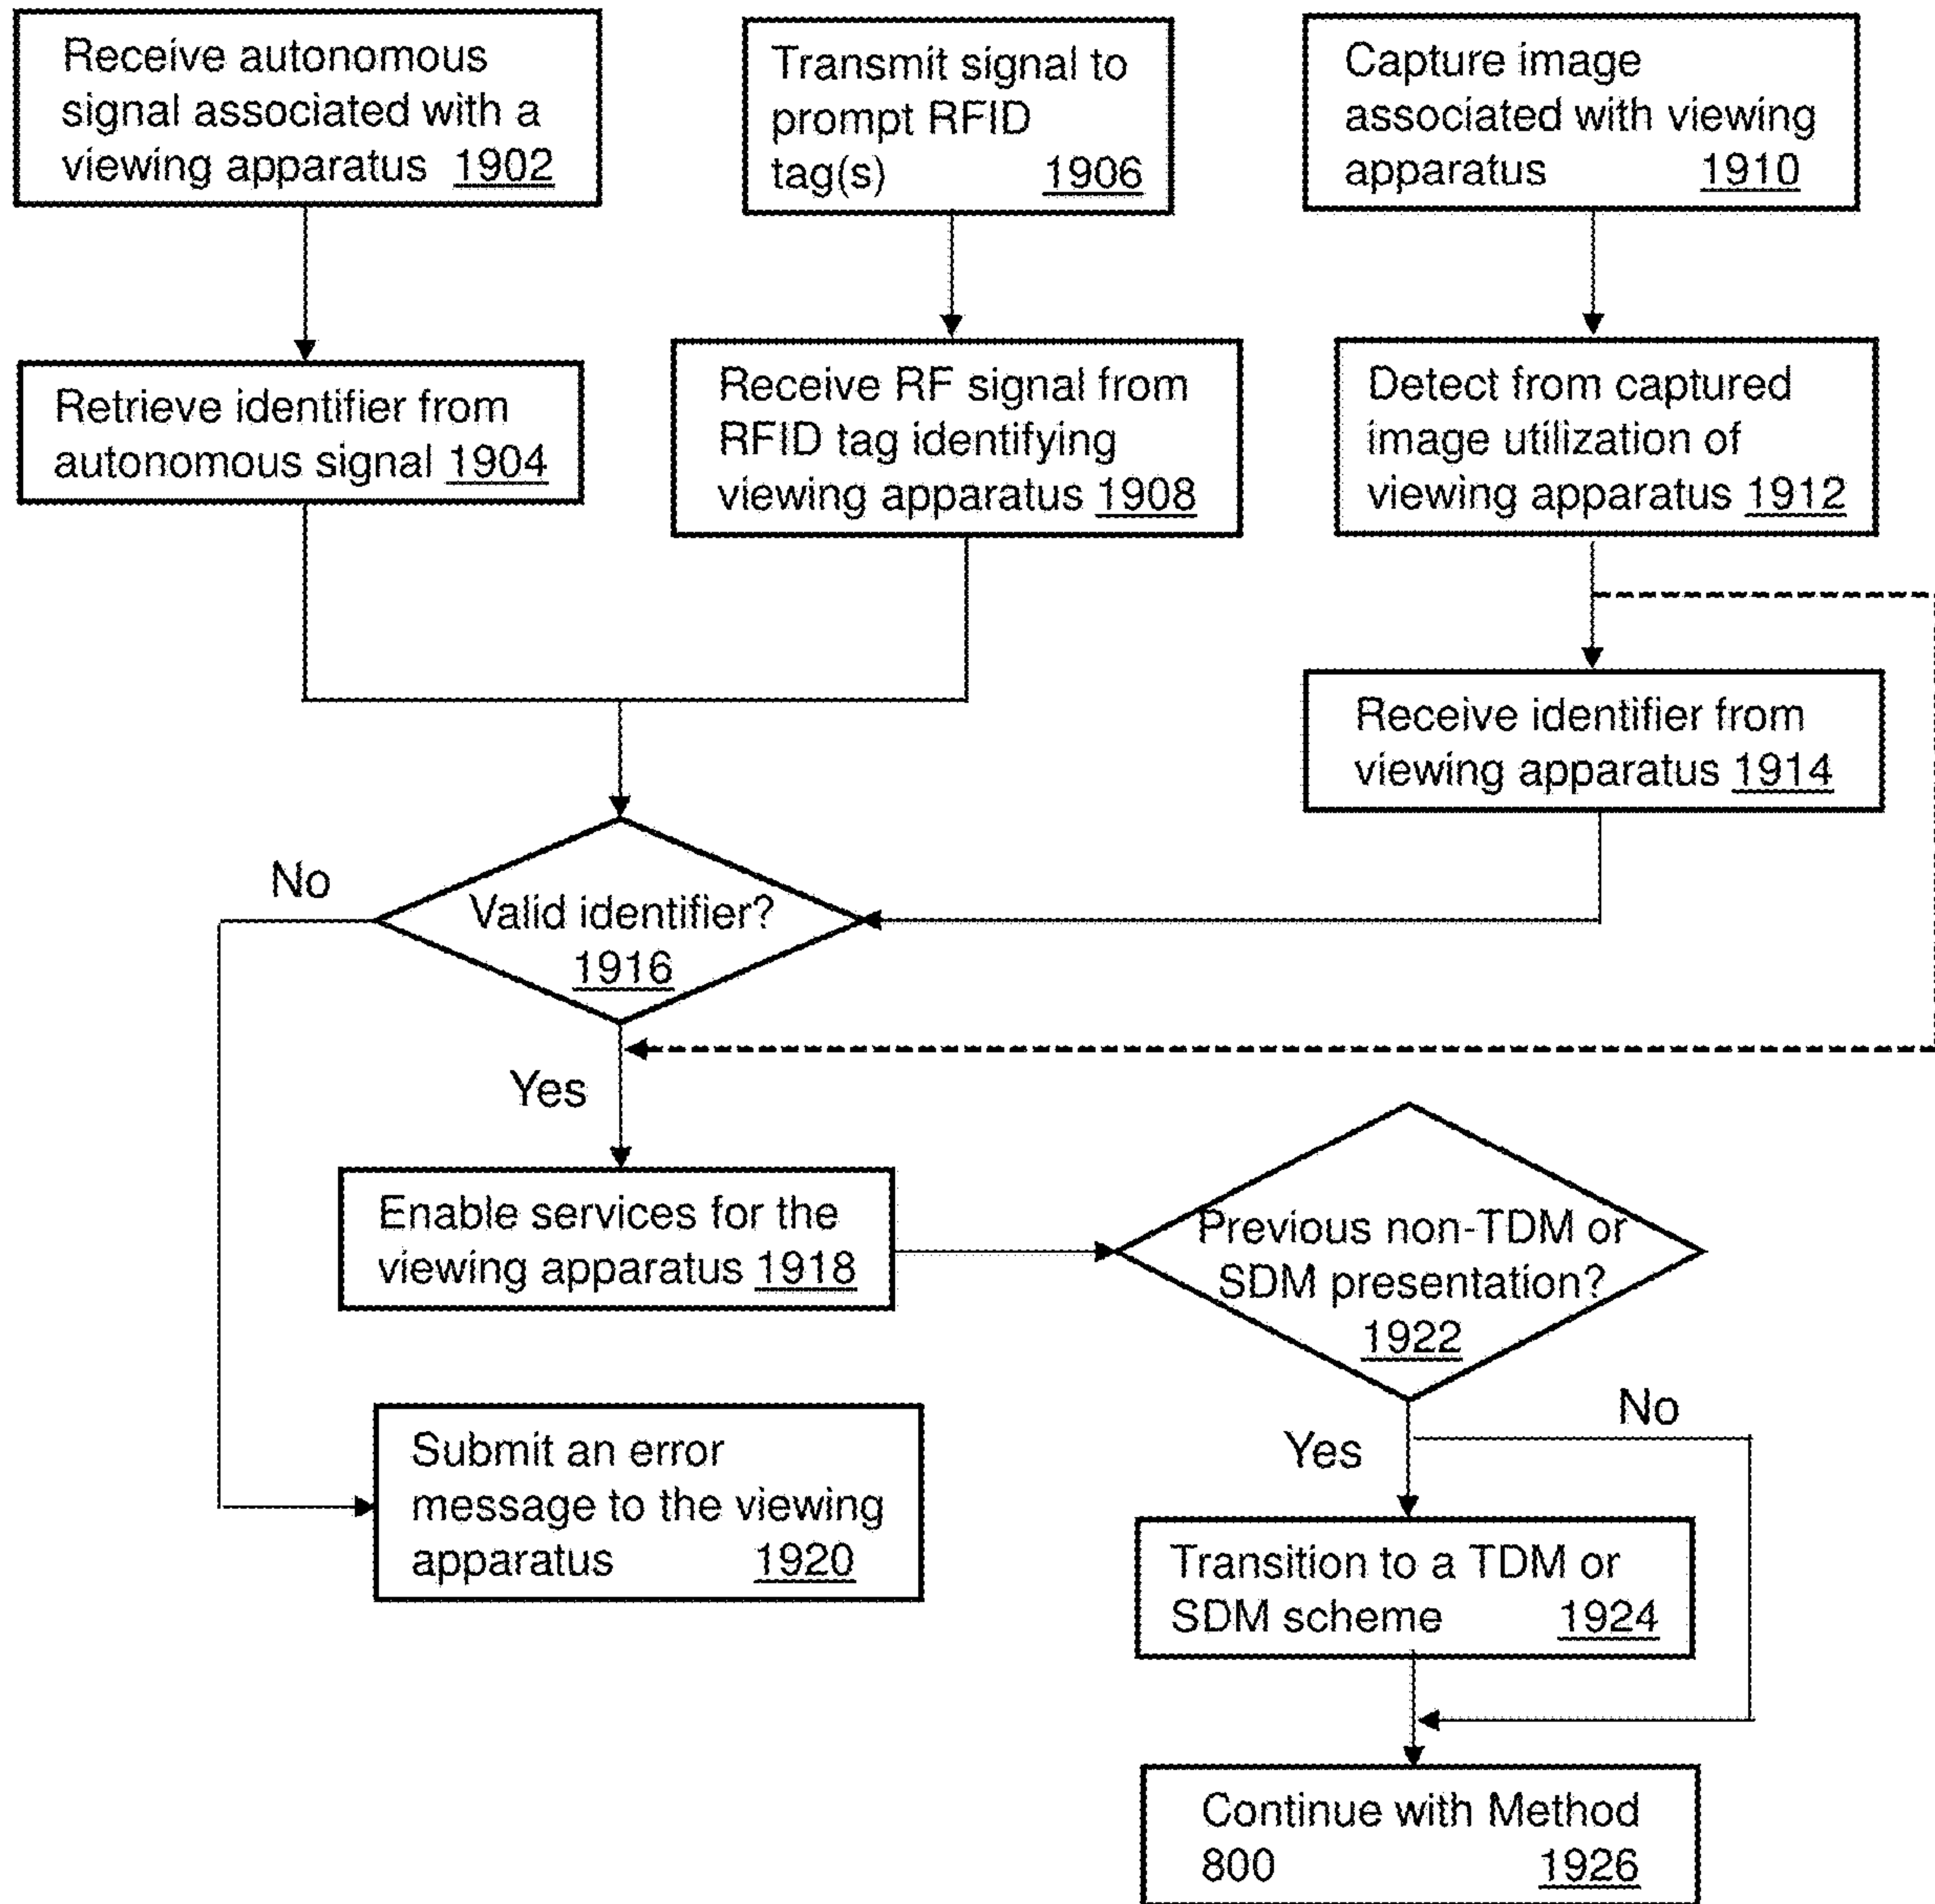 Receive autonomous
signal associated with a
viewing apparatus 1902
Transmit signal to
prompt RFID
tag(s) 1906
Capture image
associated with viewing
apparatus 1910
Retrieve identifier from
autonomous signal 1904
Receive RF signal from
RFID tag identifying
viewing apparatus 1908
Detect from captured
image utilization of
viewing apparatus 1912
Receive identifier from
viewing apparatus 1914
No
Valid identifier?
1916
Yes
Enable services for the
viewing apparatus 1918
Previous non-TDM or
SDM presentation?
1922
Submit an error
message to the viewing
apparatus 1920
No
Yes
Transition to a TDM or
SDM scheme 1924
Continue with Method
800 1926